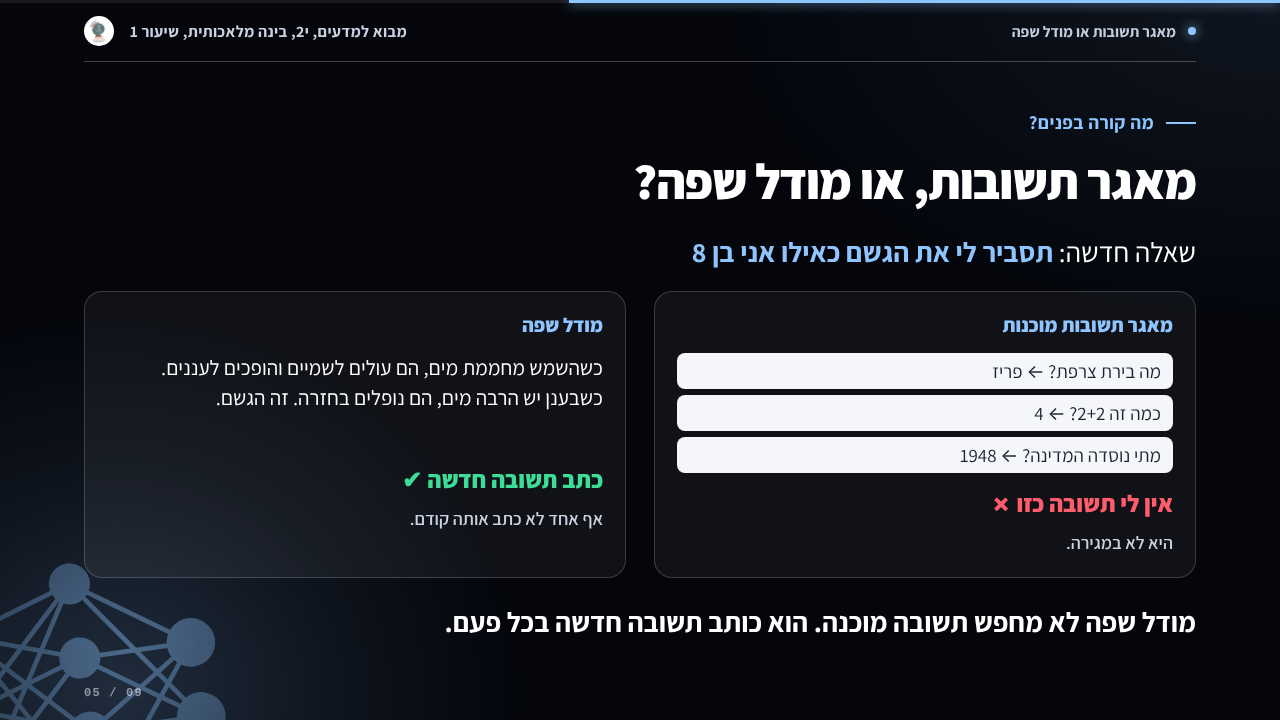 מאגר תשובות או מודל שפה
מבוא למדעים, י2, בינה מלאכותית, שיעור 1
מה קורה בפנים?
מאגר תשובות, או מודל שפה?
שאלה חדשה: תסביר לי את הגשם כאילו אני בן 8
מאגר תשובות מוכנות
מה בירת צרפת? ← פריז
כמה זה 2+2? ← 4
מתי נוסדה המדינה? ← 1948
אין לי תשובה כזו ✕
היא לא במגירה.
מודל שפה
כשהשמש מחממת מים, הם עולים לשמיים והופכים לעננים.
כשבענן יש הרבה מים, הם נופלים בחזרה. זה הגשם.
כתב תשובה חדשה ✔
אף אחד לא כתב אותה קודם.
מודל שפה לא מחפש תשובה מוכנה. הוא כותב תשובה חדשה בכל פעם.
05 / 09